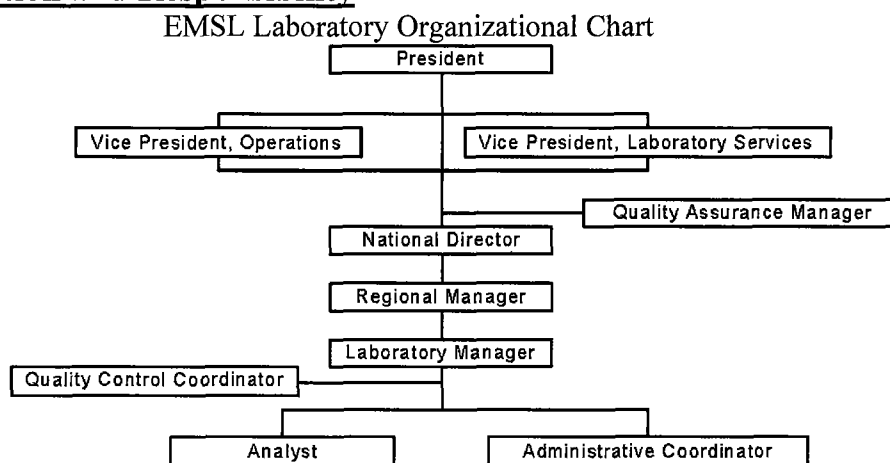 EMSL Laboratory Organizational Chart
President
Vice President, Operations
Vice President, Laboratory Services
Quality Assurance Manager
National Director
Regional Manager
Laboratory Manager
Quality Control Coordinator
Analyst
Administrative Coordinator